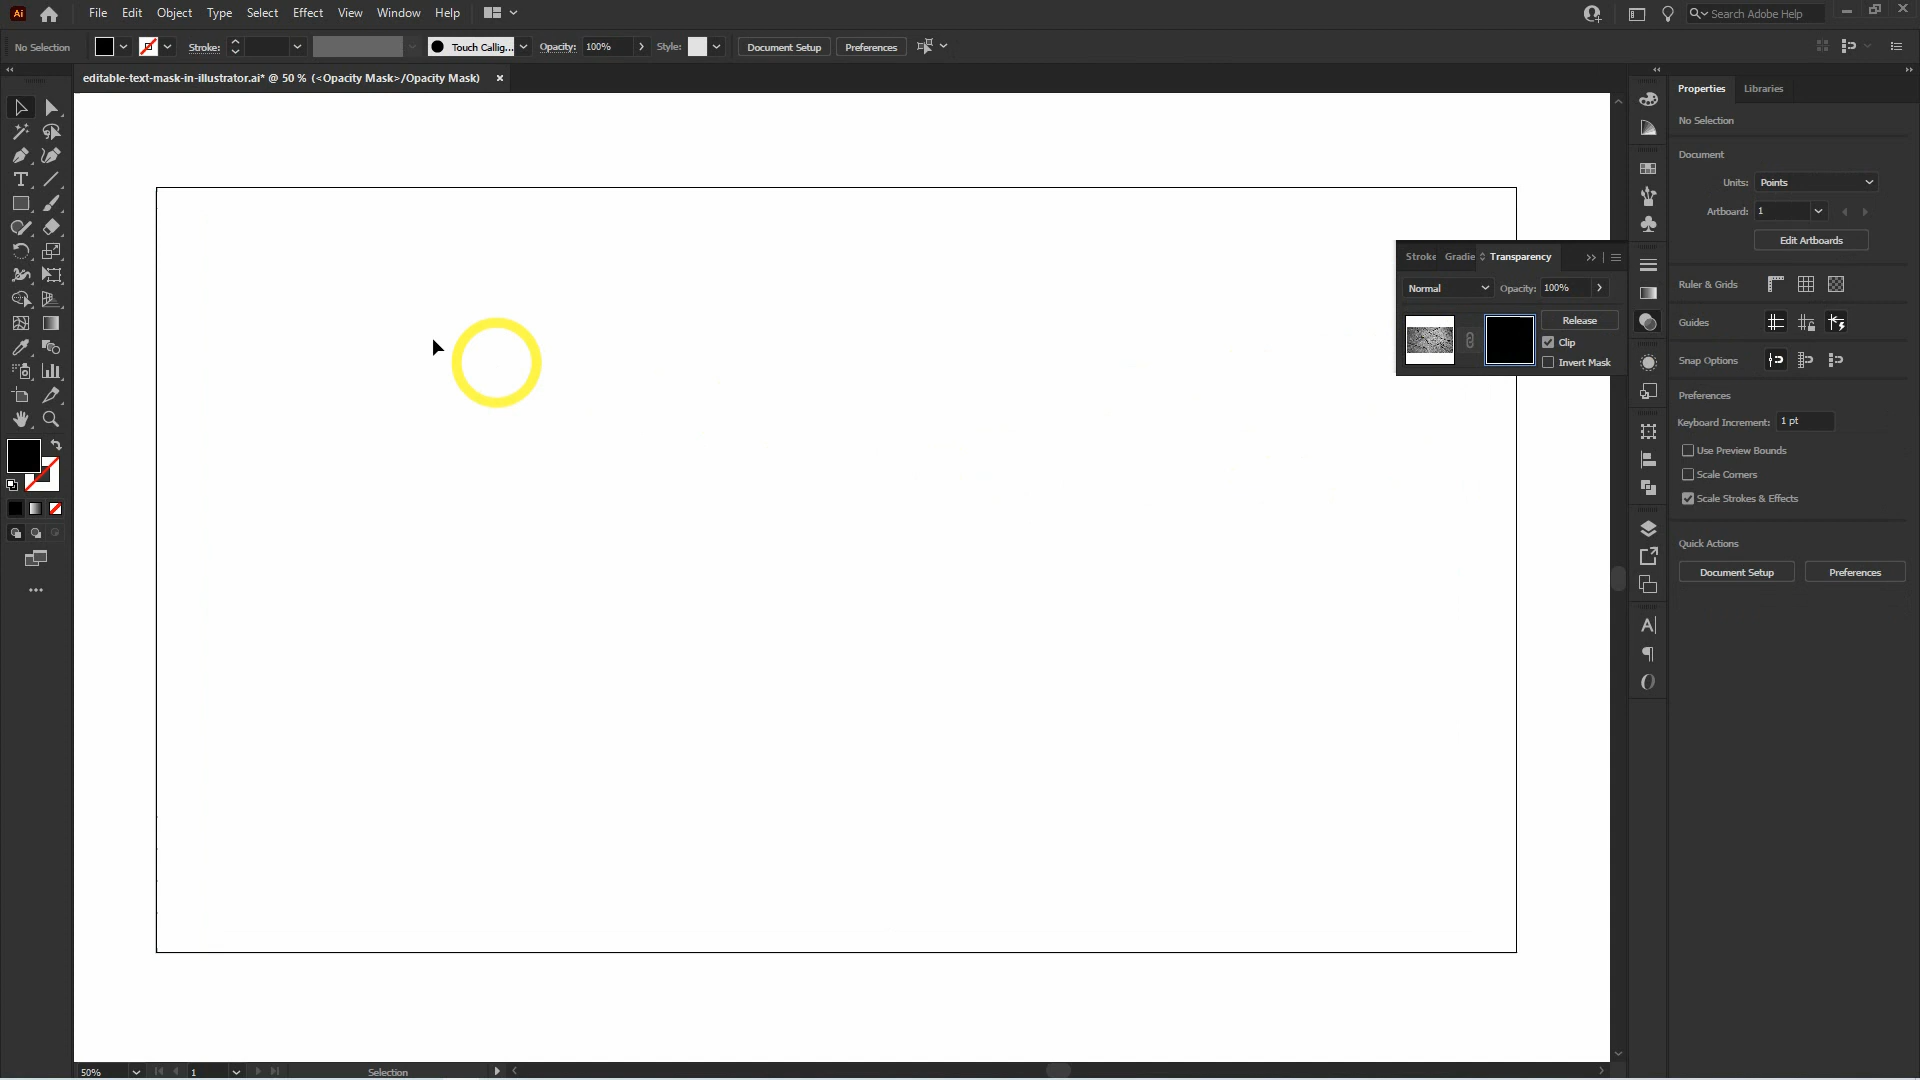 Ai
File Edit Object Type Select Effect View Window Help
Search Adobe Help
No Selection
Stroke:
Touch Callig...
Opacity: 100%
Style:
Document Setup
Preferences
editable-text-mask-in-illustrator.ai* @ 50 % (<Opacity Mask>/Opacity Mask)
Properties Libraries
No Selection
Document
Units: Points
Artboard: 1
Edit Artboards
Ruler & Grids
Guides
Snap Options
Preferences
Keyboard Increment: 1 pt
Use Preview Bounds
Scale Corners
Scale Strokes & Effects
Quick Actions
Document Setup Preferences
Stroke Gradie Transparency
Normal Opacity: 100%
Release
Clip
Invert Mask
50% 1 Selection